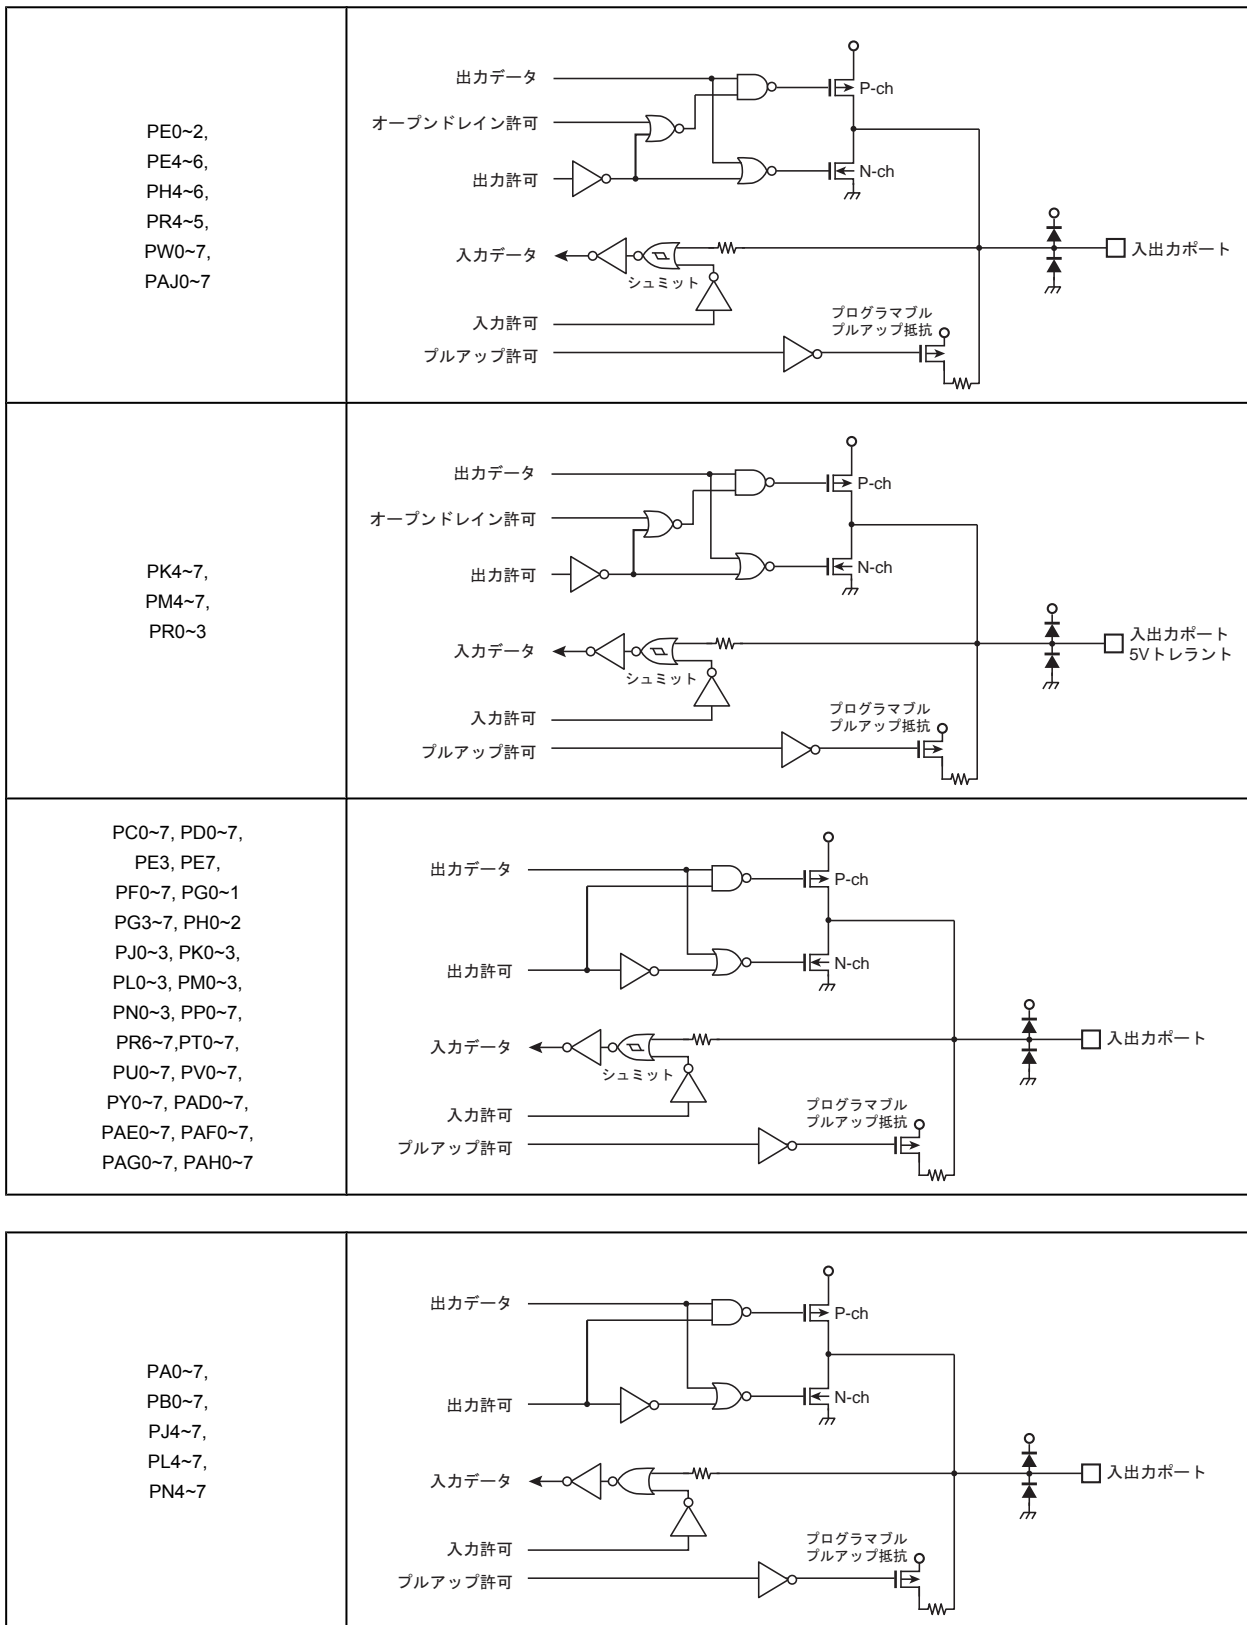 PE0~2,
PE4~6,
PH4~6,
PR4~5,
PW0~7,
PAJ0~7
出力データ
P-ch
オープンドレイン許可
N-ch
出力許可
入力データ
シュミット
入出力ポート
入力許可
プログラマブル
プルアップ抵抗
プルアップ許可
PK4~7,
PM4~7,
PR0~3
出力データ
P-ch
オープンドレイン許可
N-ch
出力許可
入力データ
シュミット
入出力ポート
5Vトレラント
入力許可
プログラマブル
プルアップ抵抗
プルアップ許可
PC0~7, PD0~7,
PE3, PE7,
PF0~7, PG0~1
PG3~7, PH0~2
PJ0~3, PK0~3,
PL0~3, PM0~3,
PN0~3, PP0~7,
PR6~7,PT0~7,
PU0~7, PV0~7,
PY0~7, PAD0~7,
PAE0~7, PAF0~7,
PAG0~7, PAH0~7
出力データ
P-ch
出力許可
N-ch
入力データ
シュミット
入出力ポート
入力許可
プログラマブル
プルアップ抵抗
プルアップ許可
PA0~7,
PB0~7,
PJ4~7,
PL4~7,
PN4~7
出力データ
P-ch
出力許可
N-ch
入力データ
入出力ポート
入力許可
プログラマブル
プルアップ抵抗
プルアップ許可